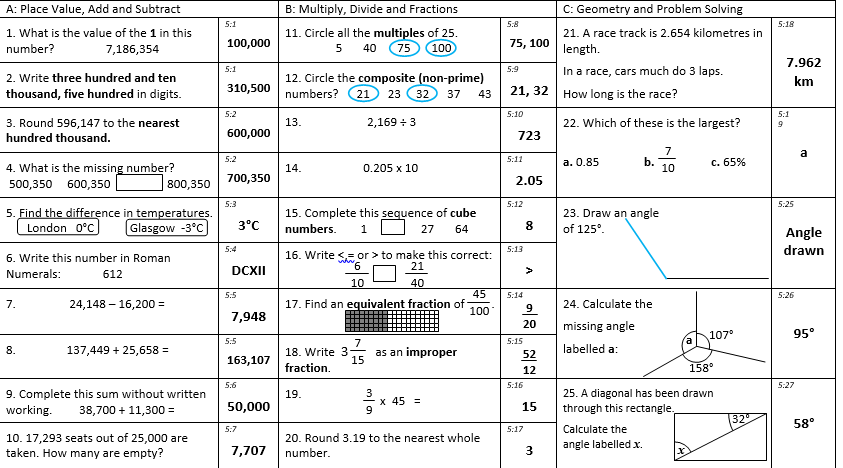 A: Place Value, Add and Subtract
1. What is the value of the 1 in this
number? 7,186,354
5:1
100,000
2. Write three hundred and ten
thousand, five hundred in digits.
5:1
310,500
3. Round 596,147 to the nearest
hundred thousand.
5:2
600,000
4. What is the missing number?
500,350 600,350 800,350
5:2
700,350
5. Find the difference in temperatures.
London 0°C Glasgow -3°C
5:3
3°C
6. Write this number in Roman
Numerals: 612
5:4
DCXII
7. 24,148 – 16,200 =
5:5
7,948
8. 137,449 + 25,658 =
5:5
163,107
9. Complete this sum without written
working. 38,700 + 11,300 =
5:6
50,000
10. 17,293 seats out of 25,000 are
taken. How many are empty?
5:7
7,707
B: Multiply, Divide and Fractions
11. Circle all the multiples of 25.
5 40 75 100
5:8
75, 100
12. Circle the composite (non-prime)
numbers? 21 23 32 37 43
5:9
21, 32
13. 2,169 ÷ 3
5:10
723
14. 0.205 x 10
5:11
2.05
15. Complete this sequence of cube
numbers. 1 27 64
5:12
8
16. Write <,= or > to make this correct:
6 21
10 40
5:13
>
17. Find an equivalent fraction of 45
100
5:14
9
20
18. Write 3 7 as an improper
15
fraction.
5:15
52
12
19. 3 x 45 =
9
5:16
15
20. Round 3.19 to the nearest whole
number.
5:17
3
C: Geometry and Problem Solving
21. A race track is 2.654 kilometres in
length.
In a race, cars much do 3 laps.
How long is the race?
5:18
7.962
km
22. Which of these is the largest?
a. 0.85 b. 7 c. 65%
10
5:1
9
a
23. Draw an angle
of 125°.
5:25
Angle
drawn
24. Calculate the
missing angle
labelled a:
a 107°
158°
5:26
95°
25. A diagonal has been drawn
through this rectangle.
Calculate the
angle labelled x.
32°
x
5:27
58°